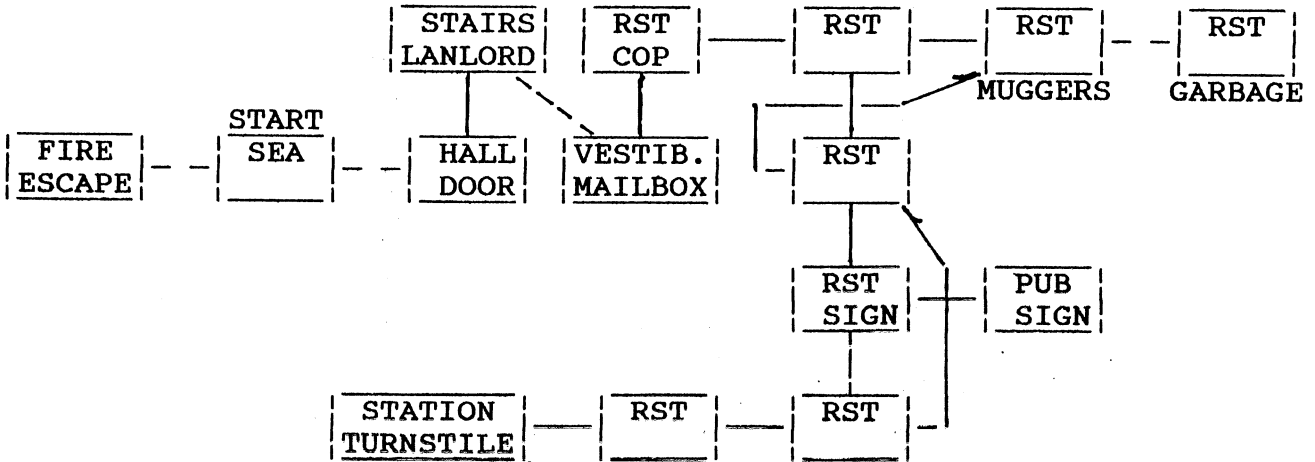 STAIRS RST RST RST RST
LANLORD COP
MUGGERS GARBAGE
START
FIRE SEA HALL VESTIB. RST
ESCAPE DOOR MAILBOX
RST PUB
SIGN SIGN
STATION RST RST
TURNSTILE